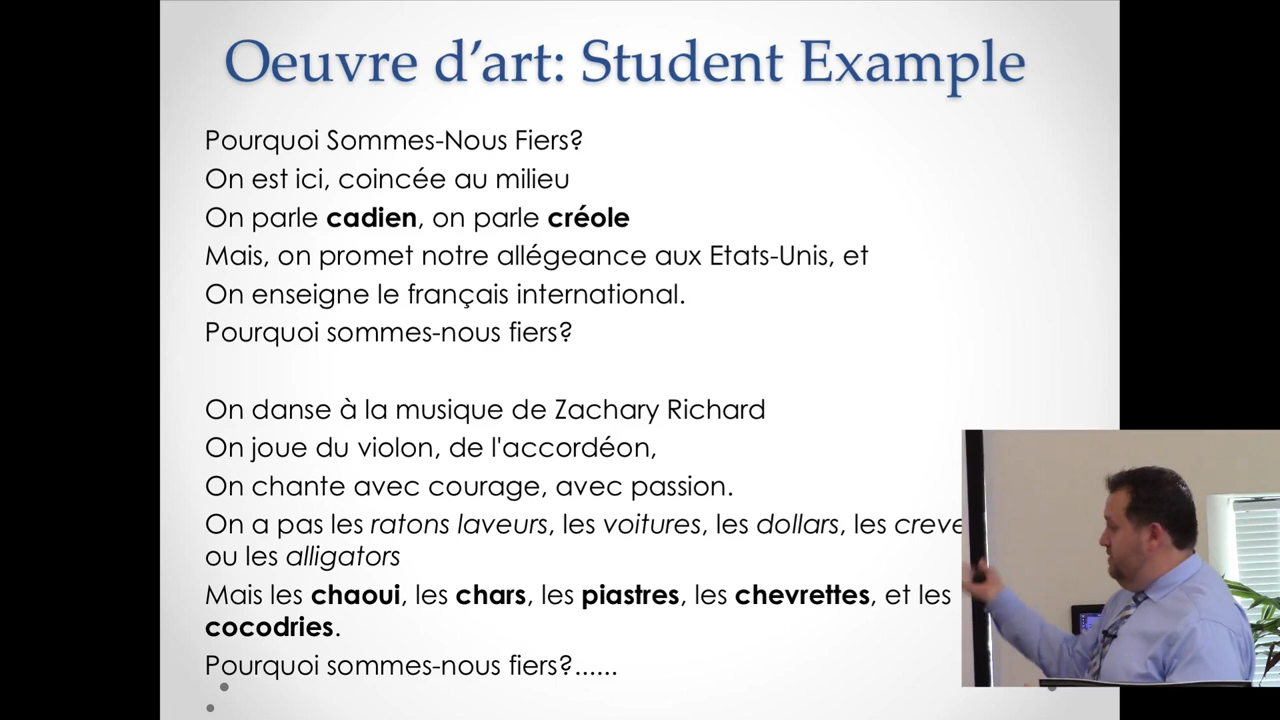 Oeuvre d’art: Student Example
Pourquoi Sommes-Nous Fiers?
On est ici, coincée au milieu
On parle cadien, on parle créole
Mais, on promet notre allégeance aux Etats-Unis, et
On enseigne le français international.
Pourquoi sommes-nous fiers?
On danse à la musique de Zachary Richard
On joue du violon, de l'accordéon,
On chante avec courage, avec passion.
On a pas les ratons laveurs, les voitures, les dollars, les
ou les alligators
Mais les chaoui, les chars, les piastres, les chevrettes, et les
cocodries.
Pourquoi sommes-nous fiers?......